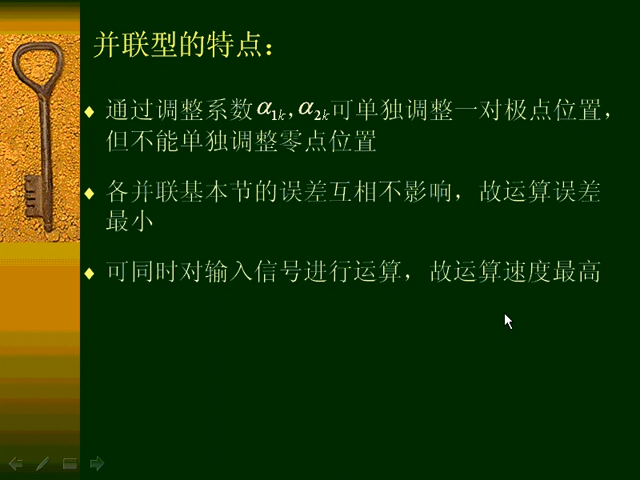 并联型的特点：
通过调整系数α1k，α2k可单独调整一对极点位置，
但不能单独调整零点位置
各并联基本节的误差互相不影响，故运算误差
最小
可同时对输入信号进行运算，故运算速度最高